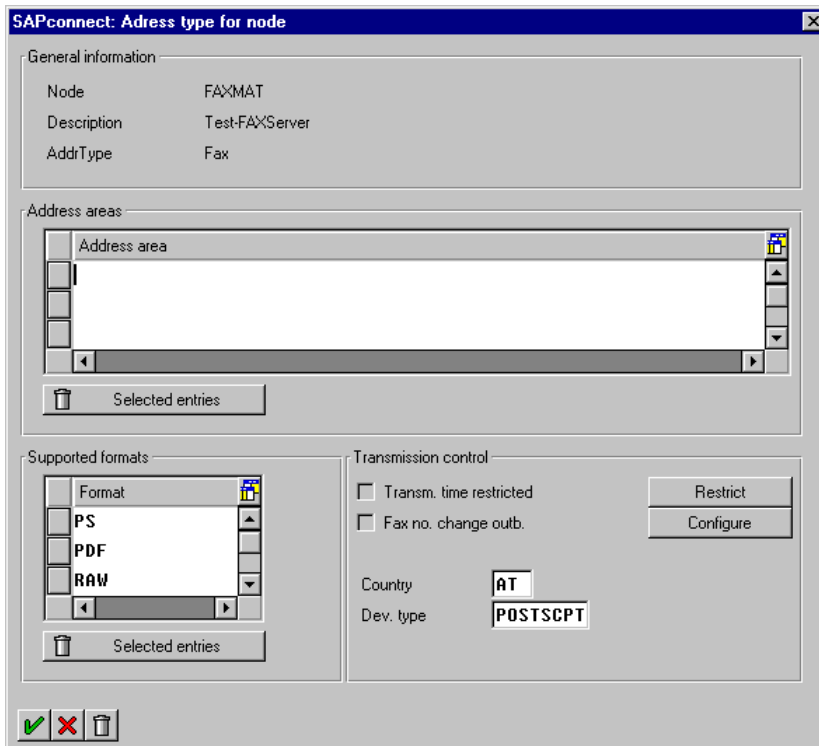 SAPconnect: Adress type for node
General information
Node FAXMAT
Description Test-FAXServer
AddrType Fax
Address areas
Address area
Selected entries
Supported formats
Format
PS
PDF
RAW
Selected entries
Transmission control
Transm. time restricted Restrict
Fax no. change outb. Configure
Country AT
Dev. type POSTSCPT